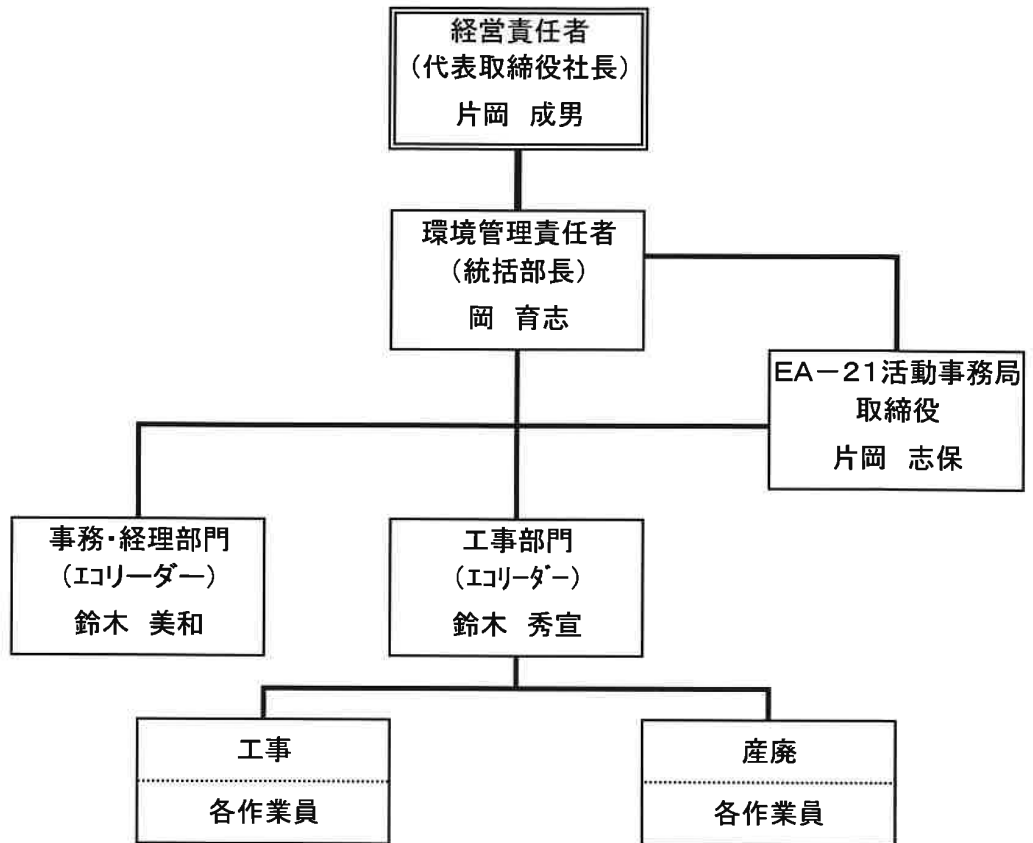 経営責任者
(代表取締役社長)
片岡 成男
環境管理責任者
(統括部長)
岡 育志
EA-21活動事務局
取締役
片岡 志保
事務・経理部門
(エコリーダー)
鈴木 美和
工事部門
(ｴｺﾘｰﾀﾞｰ)
鈴木 秀宣
工事
各作業員
産廃
各作業員